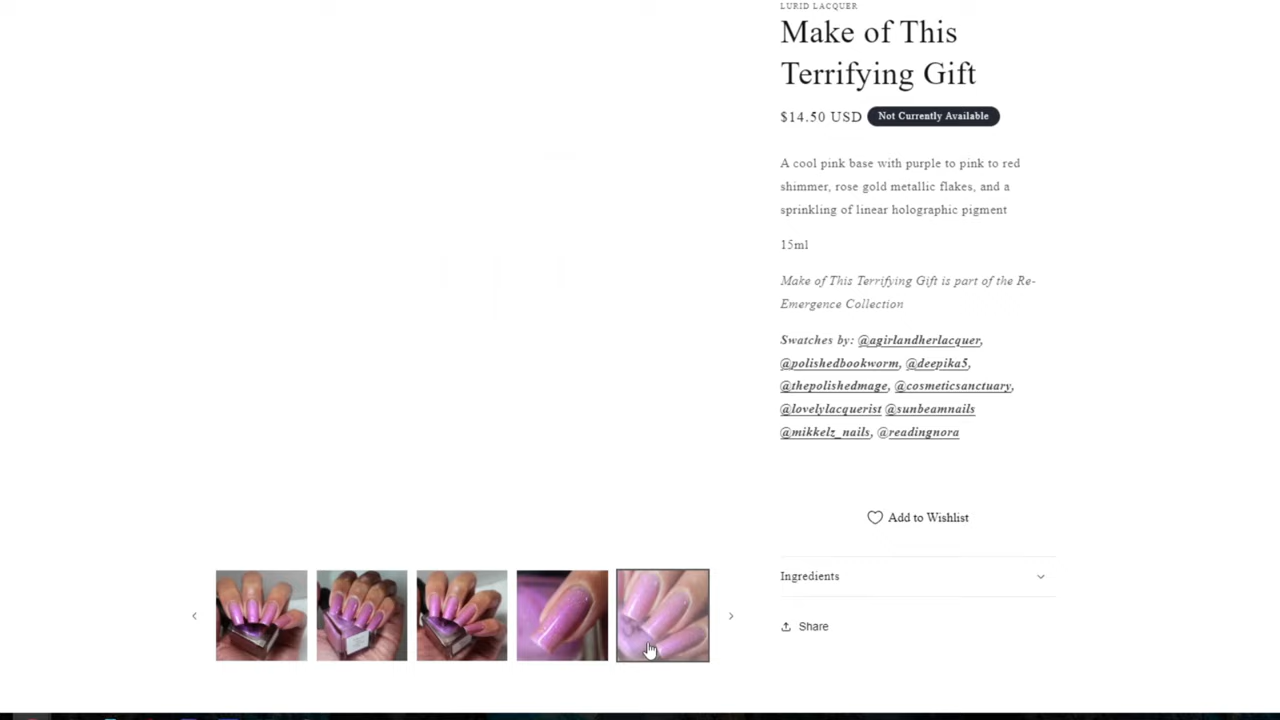 LURID LACQUER
Make of This
Terrifying Gift
$14.50 USD Not Currently Available
A cool pink base with purple to pink to red
shimmer, rose gold metallic flakes, and a
sprinkling of linear holographic pigment
15ml
Make of This Terrifying Gift is part of the Re-
Emergence Collection
Swatches by: @agirlandherlacquer,
@polishedbookworm, @deepika5,
@thepolishedmage, @cosmeticsanctuary,
@lovelylacquerist @sunbeamnails
@mikkelz_nails, @readingnora
Add to Wishlist
Ingredients
Share